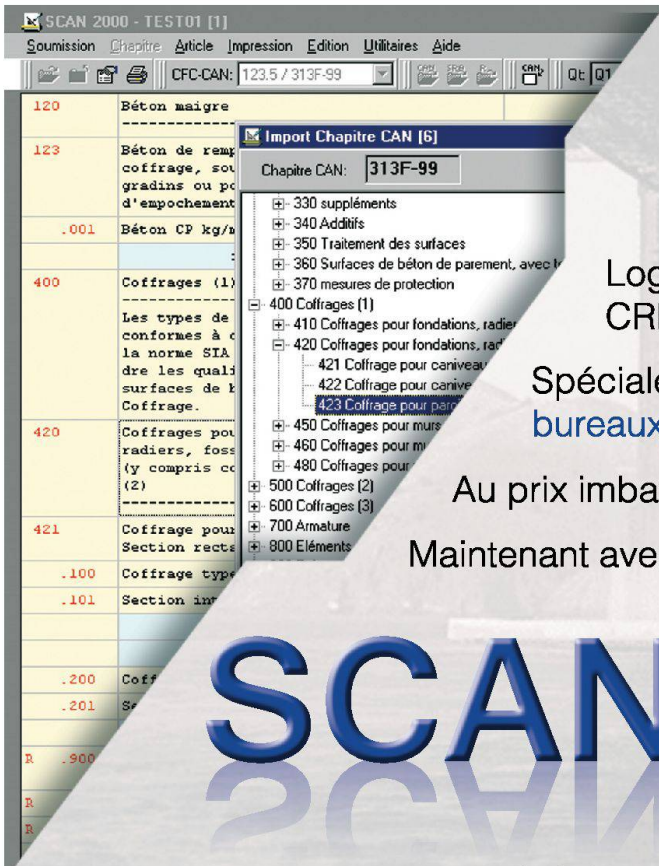 SCAN 2000 - TEST01 [1]
Soumission Chapitre Article Impression Edition Utilitaires Aide
CFC-CAN: 123.5 / 313F-99 CAN Qt: Q1
120 Béton maigre
123 Béton de remp
coffrage, sou
gradins ou po
d'empochement
.001 Béton CP kg/m
400 Coffrages (1)
Les types de
conformes à c
la norme SIA
dre les quali
surfaces de b
Coffrage.
420 Coffrages pou
radiers, foss
(y compris co
(2)
421 Coffrage pour
Section recta
.100 Coffrage type
.101 Section int
.200 Coff
.201 Se
R .900
R
R
Import Chapitre CAN [6]
Chapitre CAN: 313F-99
330 suppléments
340 Additifs
350 Traitement des surfaces
360 Surfaces de béton de parement, avec
370 mesures de protection
400 Coffrages (1)
410 Coffrages pour fondations, radier
420 Coffrages pour fondations, rad
421 Coffrage pour caniveau
422 Coffrage pour canive
423 Coffrage pour paro
450 Coffrages pour murs
460 Coffrages pour mu
480 Coffrages pour
500 Coffrages (2)
600 Coffrages (3)
700 Armature
800 Eléments
Log
CR
Spéciale
bureaux
Au prix imba
Maintenant ave
SCAN